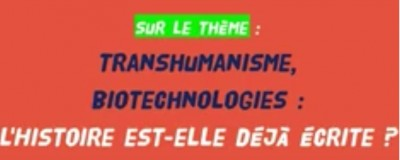 SUR LE THÈME :
TRANSHUMANISME,
BIOTECHNOLOGIES :
L'HISTOIRE EST-ELLE DÉJÀ ÉCRITE ?